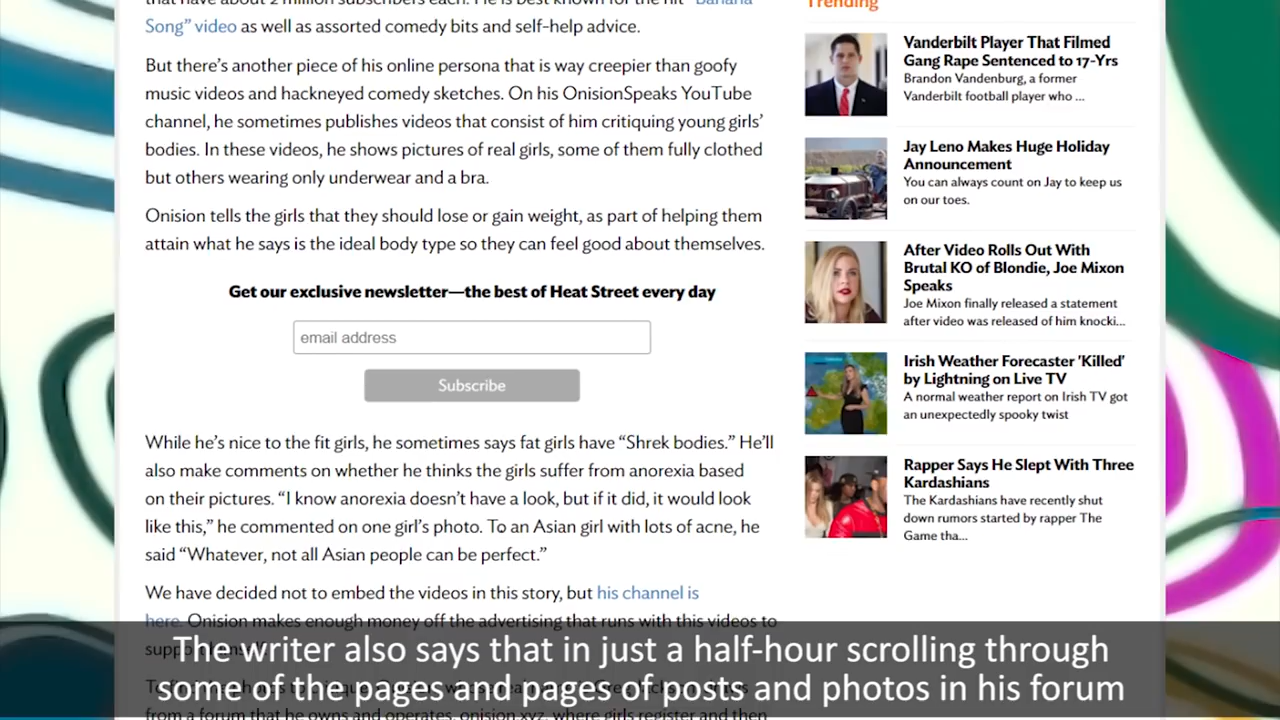 that have about 2 million subscribers each. He is best known for the hit "Banana
Song” video as well as assorted comedy bits and self-help advice.
But there’s another piece of his online persona that is way creepier than goofy
music videos and hackneyed comedy sketches. On his OnisionSpeaks YouTube
channel, he sometimes publishes videos that consist of him critiquing young girls’
bodies. In these videos, he shows pictures of real girls, some of them fully clothed
but others wearing only underwear and a bra.
Onision tells the girls that they should lose or gain weight, as part of helping them
attain what he says is the ideal body type so they can feel good about themselves.
Get our exclusive newsletter—the best of Heat Street every day
email address
Subscribe
While he’s nice to the fit girls, he sometimes says fat girls have “Shrek bodies.” He’ll
also make comments on whether he thinks the girls suffer from anorexia based
on their pictures. “I know anorexia doesn’t have a look, but if it did, it would look
like this,” he commented on one girl’s photo. To an Asian girl with lots of acne, he
said “Whatever, not all Asian people can be perfect.”
We have decided not to embed the videos in this story, but his channel is
here. Onision makes enough money off the advertising that runs with this videos to
from a forum that he owns and operates, onision.xyz, where girls register and then
Trending
Vanderbilt Player That Filmed
Gang Rape Sentenced to 17-Yrs
Brandon Vandenburg, a former
Vanderbilt football player who ...
Jay Leno Makes Huge Holiday
Announcement
You can always count on Jay to keep us
on our toes.
After Video Rolls Out With
Brutal KO of Blondie, Joe Mixon
Speaks
Joe Mixon finally released a statement
after video was released of him knocki...
Irish Weather Forecaster 'Killed'
by Lightning on Live TV
A normal weather report on Irish TV got
an unexpectedly spooky twist
Rapper Says He Slept With Three
Kardashians
The Kardashians have recently shut
down rumors started by rapper The
Game tha...
The writer also says that in just a half-hour scrolling through
some of the pages and pages of posts and photos in his forum